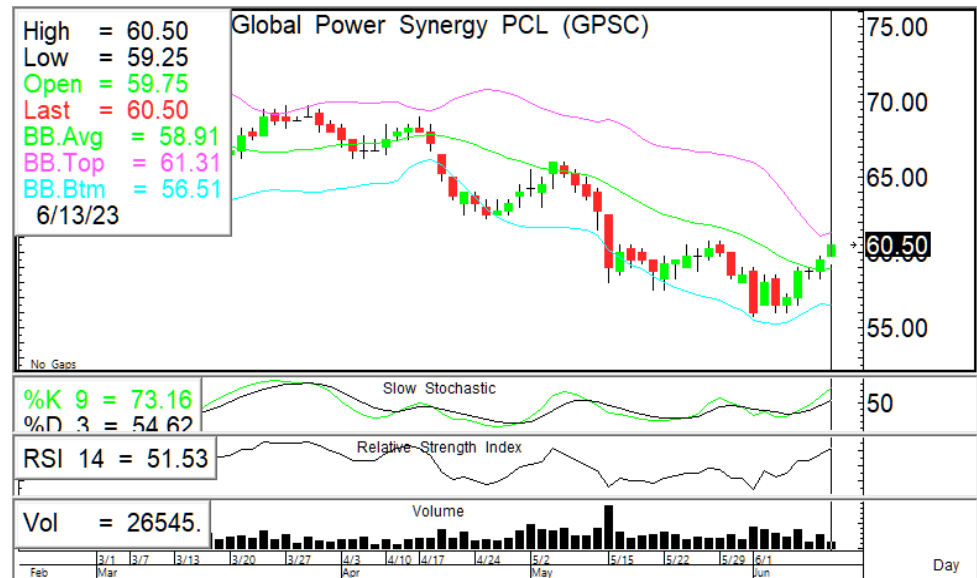 Global Power Synergy PCL (GPSC)
High = 60.50
Low = 59.25
Open = 59.75
Last = 60.50
BB.Avg = 58.91
BB.Top = 61.31
BB.Btm = 56.51
6/13/23
75.00
70.00
65.00
60.50
55.00
No Gaps
Slow Stochastic
%K 9 = 73.16
%D 3 = 54.62
50
Relative Strength Index
RSI 14 = 51.53
Volume
Vol = 26545.
3/1 3/7 3/13 3/20 3/27 4/3 4/10 4/17 4/24 5/2 5/15 5/22 5/29 6/1
Feb Mar Apr May Jun
Day